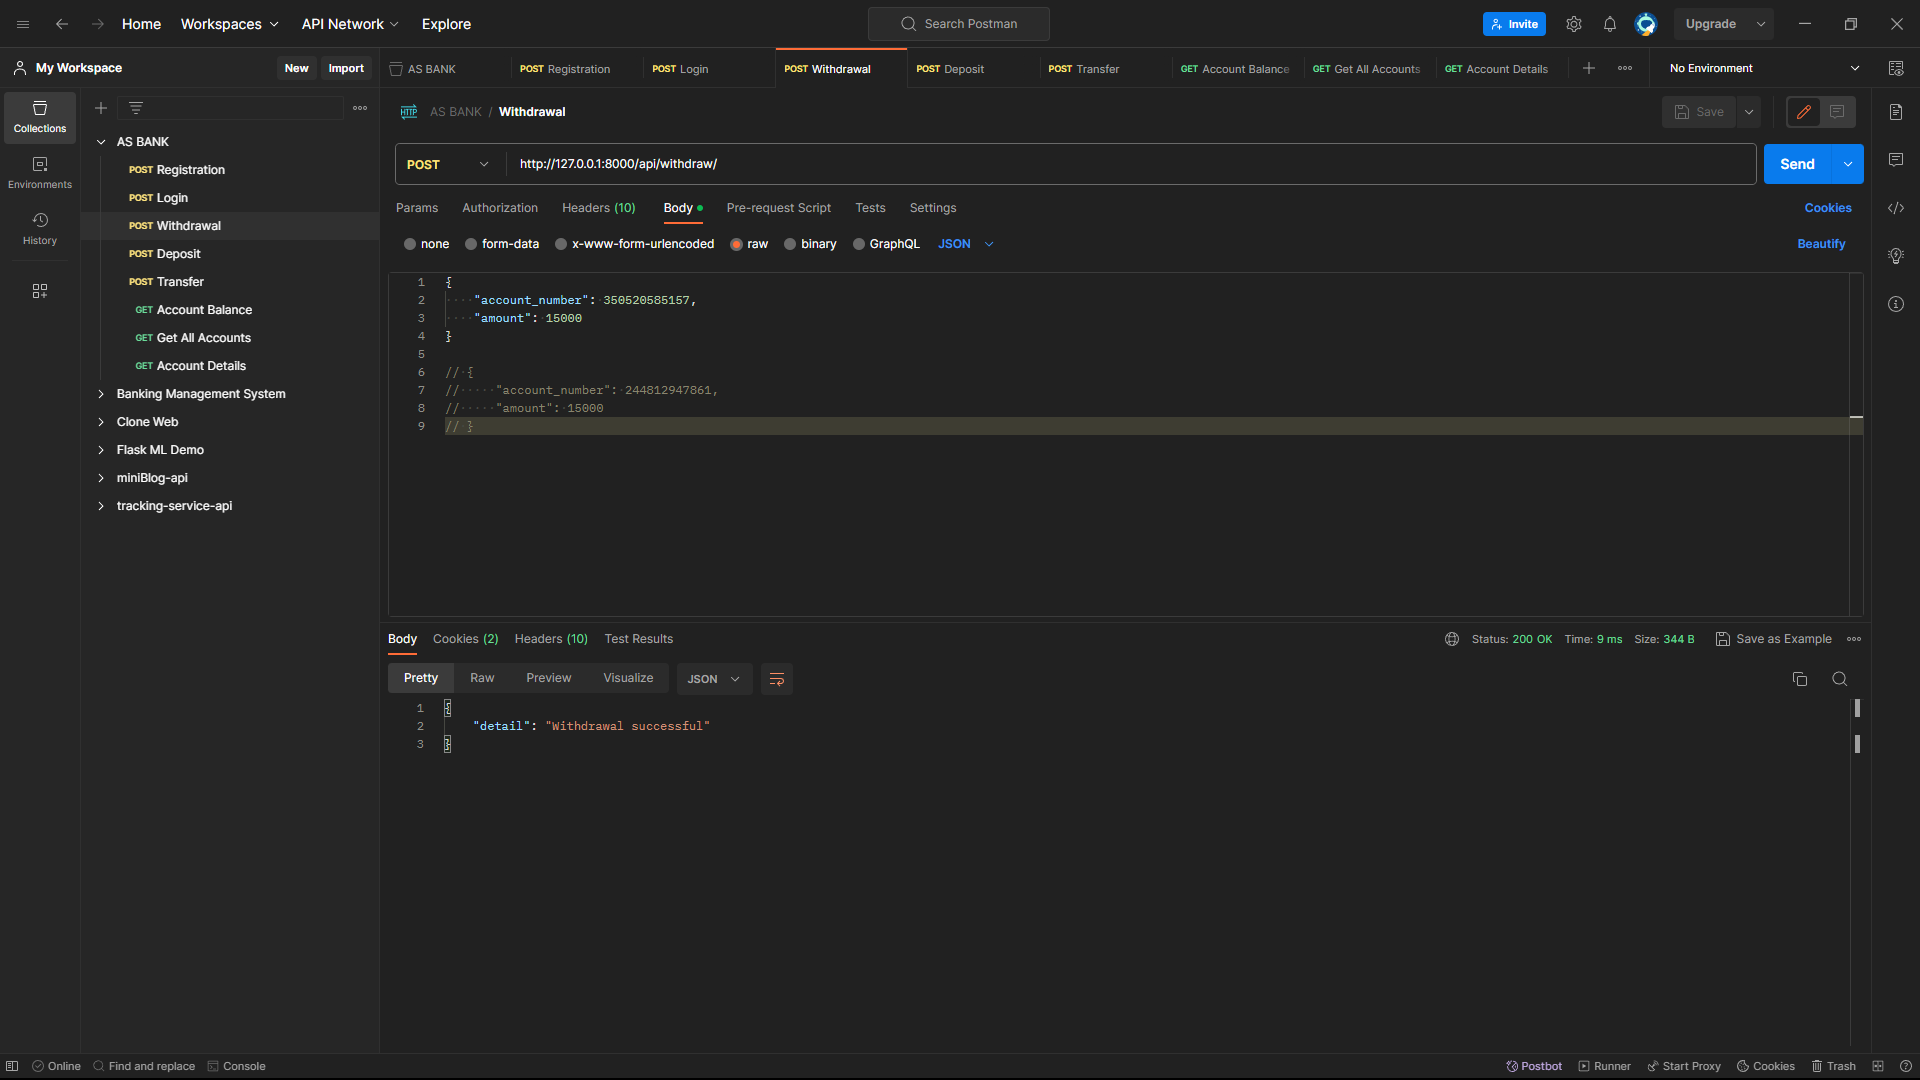 Home Workspaces API Network Explore Search Postman Invite Upgrade
My Workspace New Import
AS BANK POST Registration POST Login POST Withdrawal POST Deposit POST Transfer GET Account Balance GET Get All Accounts GET Account Details No Environment
Collections
Environments
History
AS BANK
POST Registration
POST Login
POST Withdrawal
POST Deposit
POST Transfer
GET Account Balance
GET Get All Accounts
GET Account Details
Banking Management System
Clone Web
Flask ML Demo
miniBlog-api
tracking-service-api
HTTP AS BANK / Withdrawal Save
POST http://127.0.0.1:8000/api/withdraw/ Send
Params Authorization Headers (10) Body Pre-request Script Tests Settings Cookies
none form-data x-www-form-urlencoded raw binary GraphQL JSON Beautify
1 {
2 "account_number": 350520585157,
3 "amount": 15000
4 }
5
6 // {
7 // "account_number": 244812947861,
8 // "amount": 15000
9 // }
Body Cookies (2) Headers (10) Test Results Status: 200 OK Time: 9 ms Size: 344 B Save as Example
Pretty Raw Preview Visualize JSON
1 {
2 "detail": "Withdrawal successful"
3 }
Online Find and replace Console Postbot Runner Start Proxy Cookies Trash